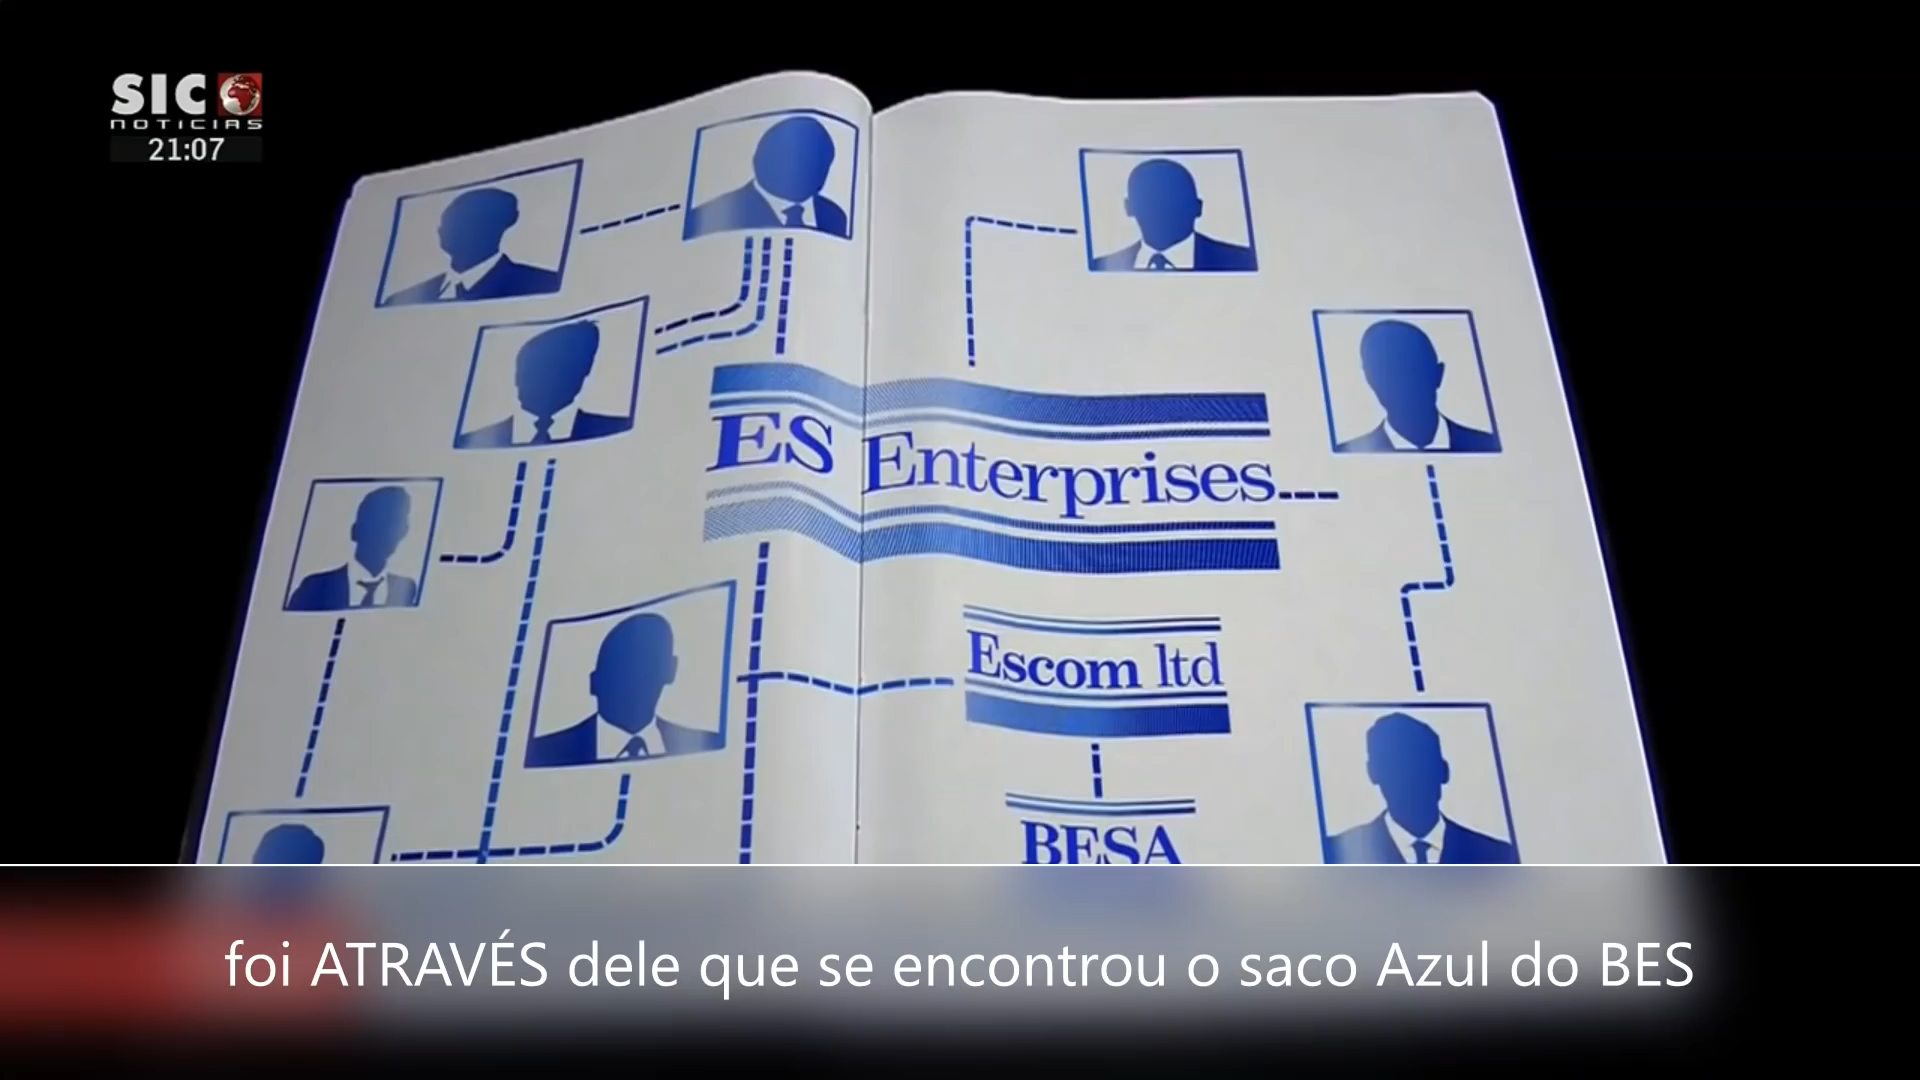 SIC
NOTICIAS
21:07
ES Enterprises
Escom ltd
BESA
foi ATRAVÉS dele que se encontrou o saco Azul do BES